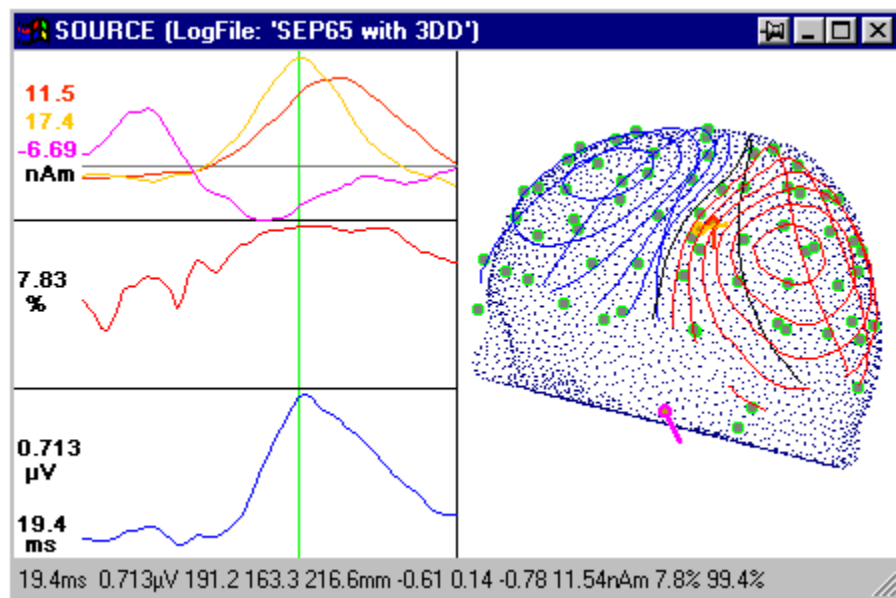 SOURCE (LogFile: 'SEP65 with 3DD')
11.5
17.4
-6.69
nAm
7.83
%
0.713
µV
19.4
ms
19.4ms 0.713µV 191.2 163.3 216.6mm -0.61 0.14 -0.78 11.54nAm 7.8% 99.4%